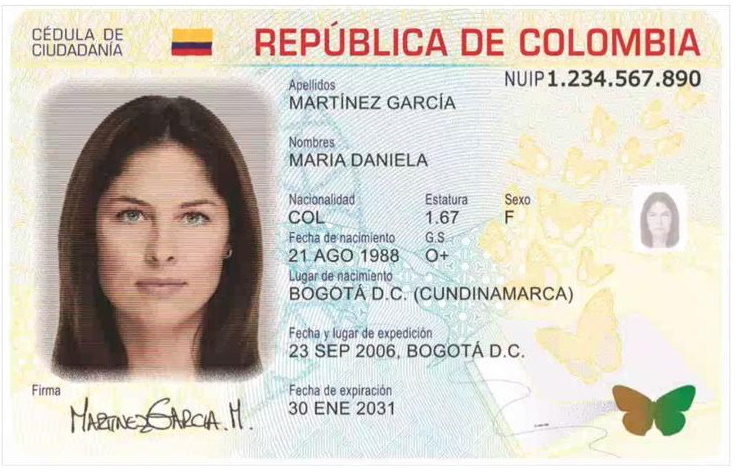 CÉDULA DE
CIUDADANÍA
REPÚBLICA DE COLOMBIA
NUIP 1.234.567.890
Apellidos
MARTÍNEZ GARCÍA
Nombres
MARIA DANIELA
Nacionalidad Estatura Sexo
COL 1.67 F
Fecha de nacimiento G.S.
21 AGO 1988 O+
Lugar de nacimiento
BOGOTÁ D.C. (CUNDINAMARCA)
Fecha y lugar de expedición
23 SEP 2006, BOGOTÁ D.C.
Firma
MARTINEZ GARCIA. M.
Fecha de expiración
30 ENE 2031